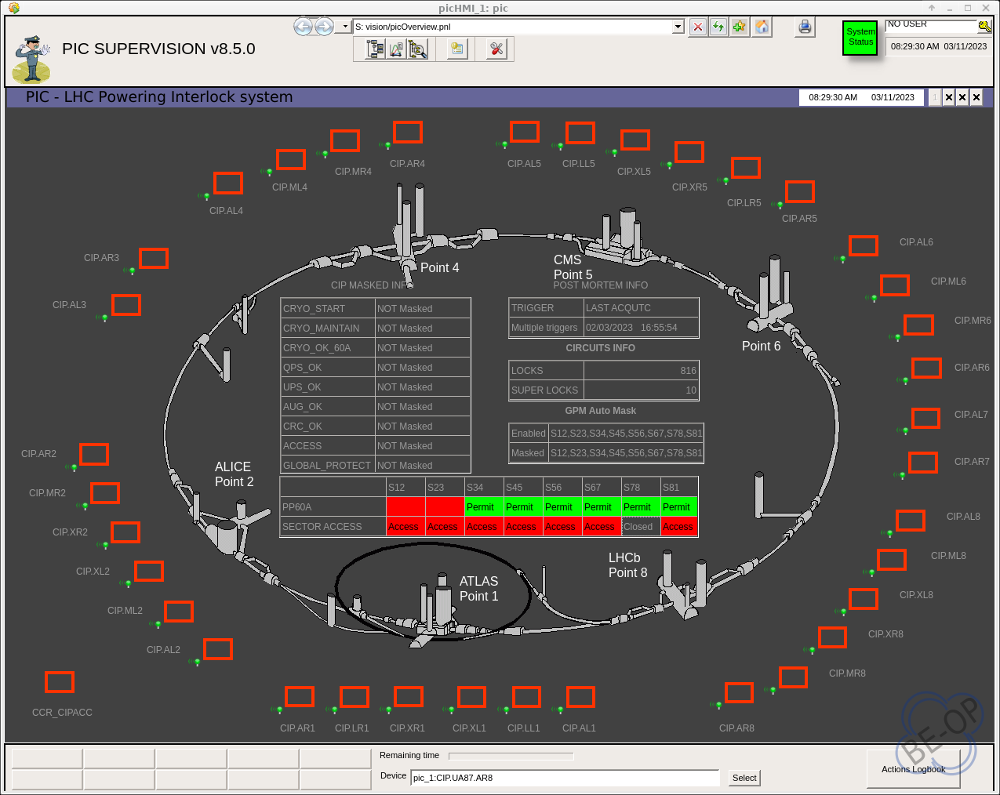 picHMI_1: pic
PIC SUPERVISION v8.5.0
S: vision/picOverview.pnl
System
Status
NO USER
08:29:30 AM 03/11/2023
PIC - LHC Powering Interlock system
08:29:30 AM 03/11/2023
1
CIP.AL4
CIP.ML4
CIP.MR4
CIP.AR4
CIP.AL5
CIP.LL5
CIP.XL5
CIP.XR5
CIP.LR5
CIP.AR5
CIP.AR3
CIP.AL3
CIP.AL6
CIP.ML6
CIP.MR6
CIP.AR6
CIP.AL7
CIP.AR7
CIP.AL8
CIP.ML8
CIP.XL8
CIP.XR8
CIP.MR8
CIP.AR8
Point 4
CMS
Point 5
Point 6
CIP MASKED INFO
CRYO_START NOT Masked
CRYO_MAINTAIN NOT Masked
CRYO_OK_60A NOT Masked
QPS_OK NOT Masked
UPS_OK NOT Masked
AUG_OK NOT Masked
CRC_OK NOT Masked
ACCESS NOT Masked
GLOBAL_PROTECT NOT Masked
POST MORTEM INFO
TRIGGER LAST ACQUTC
Multiple triggers 02/03/2023 16:55:54
CIRCUITS INFO
LOCKS 816
SUPER LOCKS 10
GPM Auto Mask
Enabled S12,S23,S34,S45,S56,S67,S78,S81
Masked S12,S23,S34,S45,S56,S67,S78,S81
S12 S23 S34 S45 S56 S67 S78 S81
PP60A Permit Permit Permit Permit Permit Permit
SECTOR ACCESS Access Access Access Access Access Access Closed Access
ALICE
Point 2
CIP.AR2
CIP.MR2
CIP.XR2
CIP.XL2
CIP.ML2
CIP.AL2
ATLAS
Point 1
LHCb
Point 8
CCR_CIPACC
CIP.AR1
CIP.LR1
CIP.XR1
CIP.XL1
CIP.LL1
CIP.AL1
Remaining time
Device pic_1:CIP.UA87.AR8 Select
Actions Logbook
BE-OP